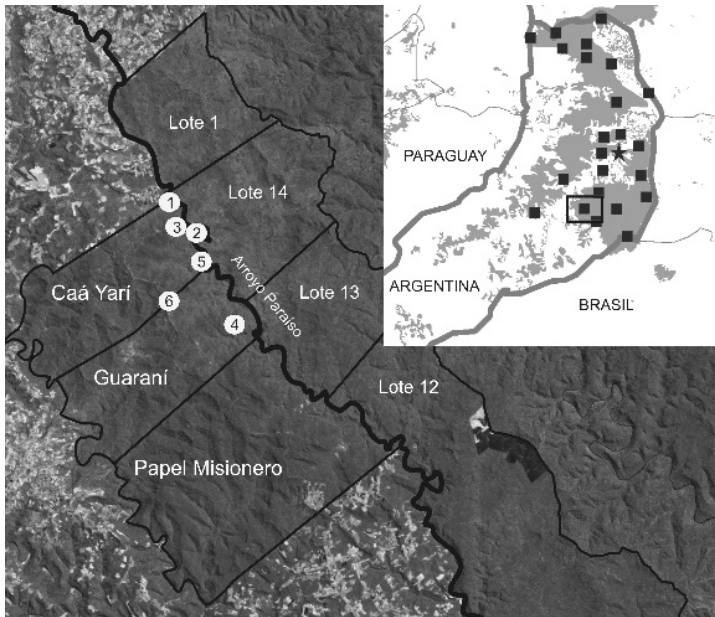 PARAGUAY
ARGENTINA
BRASIL
Lote 1
Lote 14
1
3
2
5
Arroyo Paraíso
Caá Yarí
Lote 13
6
4
Guaraní
Lote 12
Papel Misionero